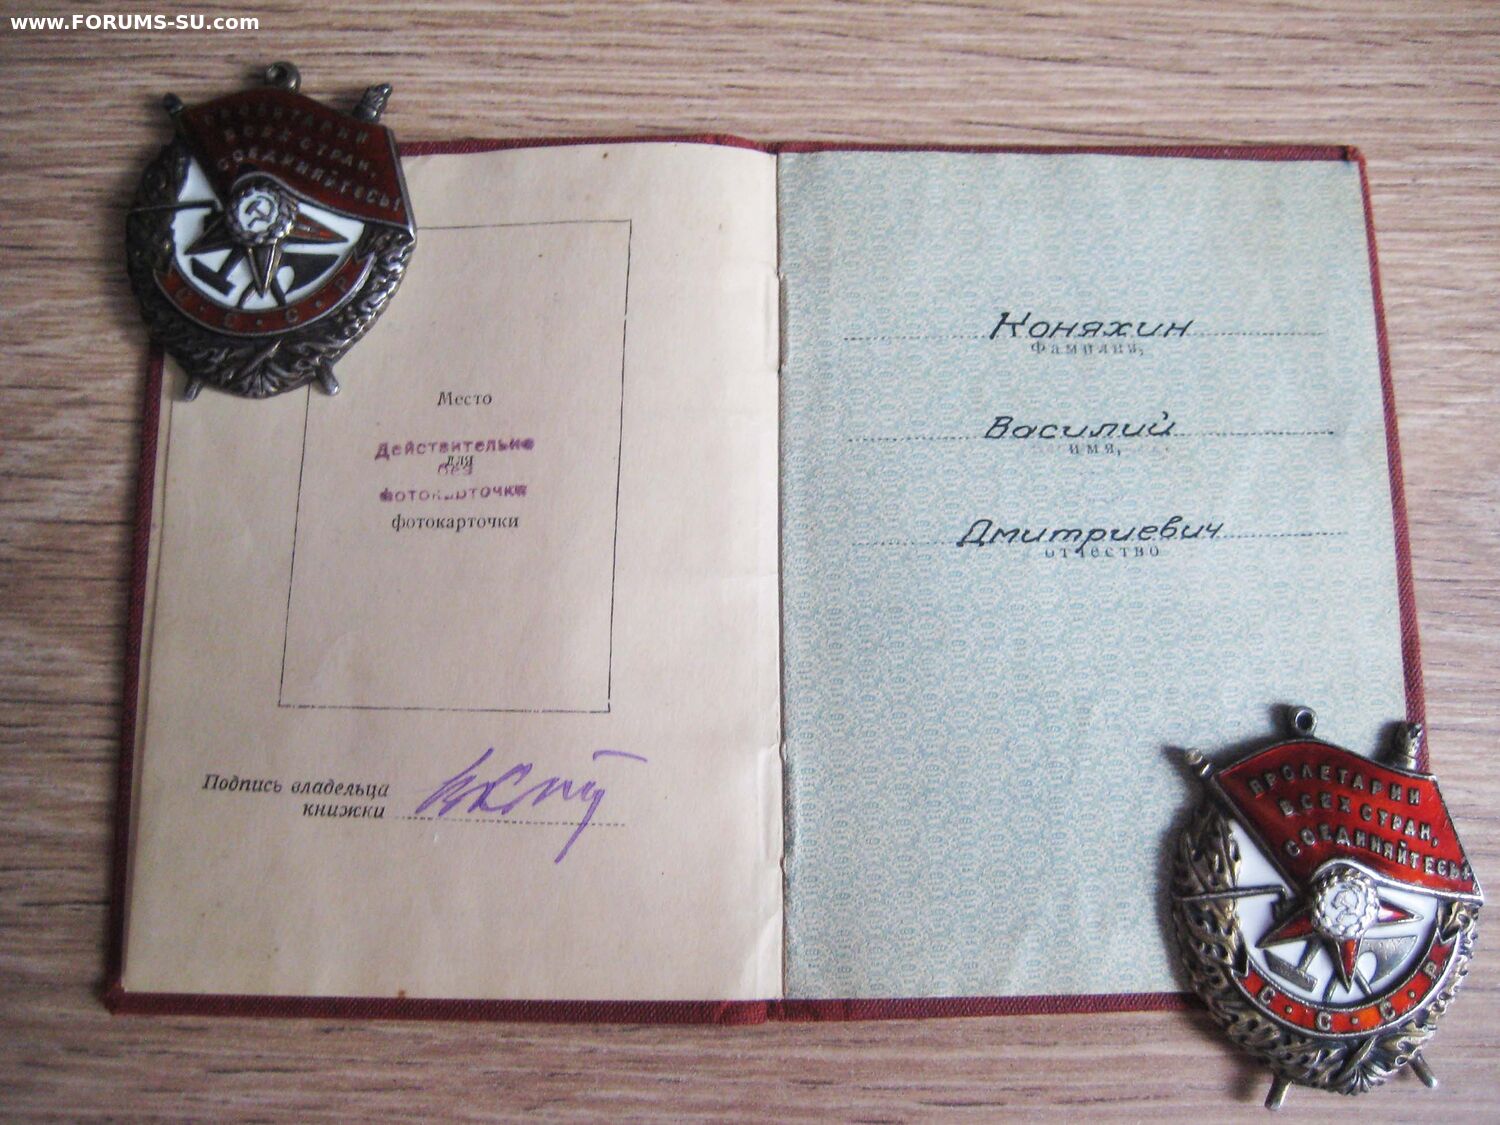 www.FORUMS-SU.com
ПРОЛЕТАРИИ
ВСЕХ СТРАН,
СОЕДИНЯЙТЕСЬ!
С·С·С·Р
Место
Действительно
для
без
фотокарточки
фотокарточки
Подпись владельца
книжки
Коняхин
Фамилия,
Василий
имя,
Дмитриевич
отчество
ПРОЛЕТАРИИ
ВСЕХ СТРАН,
СОЕДИНЯЙТЕСЬ!
С·С·С·Р